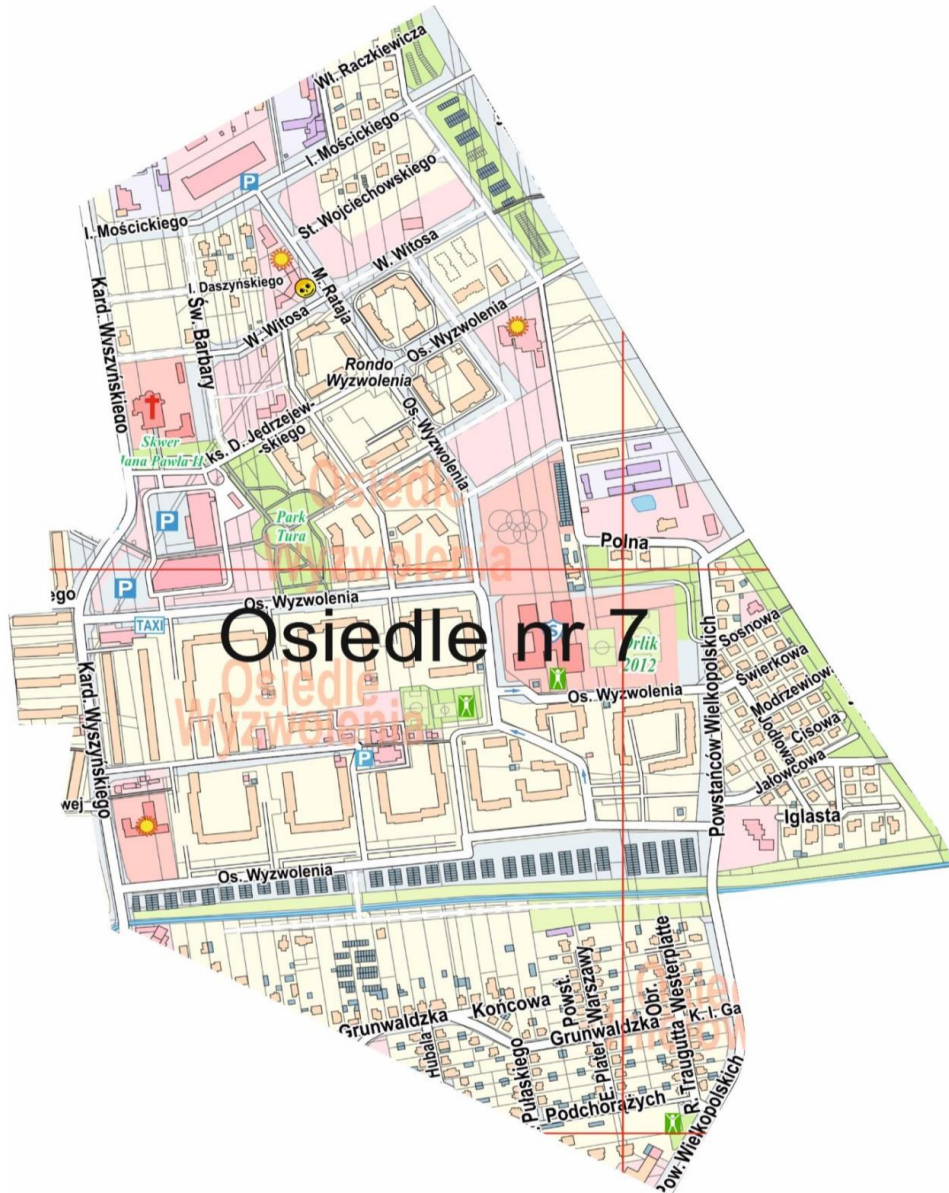 Wł. Raczkiewicza
I. Mościckiego
St. Wojciechowskiego
P
I. Mościckiego
W. Witosa
I. Daszyńskiego
M. Rataja
Kard. Wyszyńskiego
Św. Barbary
W. Witosa
Os. Wyzwolenia
Rondo
Wyzwolenia
Os. Wyzwolenia
ks. D. Jędrzejew-
-skiego
Skwer
Jana Pawła II
Osiedle
Wyzwolenia
Park
Tura
P
Polna
P
ego
Os. Wyzwolenia
TAXI
Osiedle nr 7
S
Orlik
2012
Sosnowa
Świerkowa
Modrzewiowa
Jodłowa
Cisowa
Jałowcowa
Iglasta
Powstańców Wielkopolskich
Os. Wyzwolenia
Osiedle
Wyzwolenia
Kard. Wyszyńskiego
P
wej
Os. Wyzwolenia
Końcowa
Grunwaldzka
Hubala
Pułaskiego
Powst.
Warszawy
E. Plater
Grunwaldzka
Obr.
Westerplatte
R. Traugutta
K. I. Ga
Podchorążych
Pow. Wielkopolskich